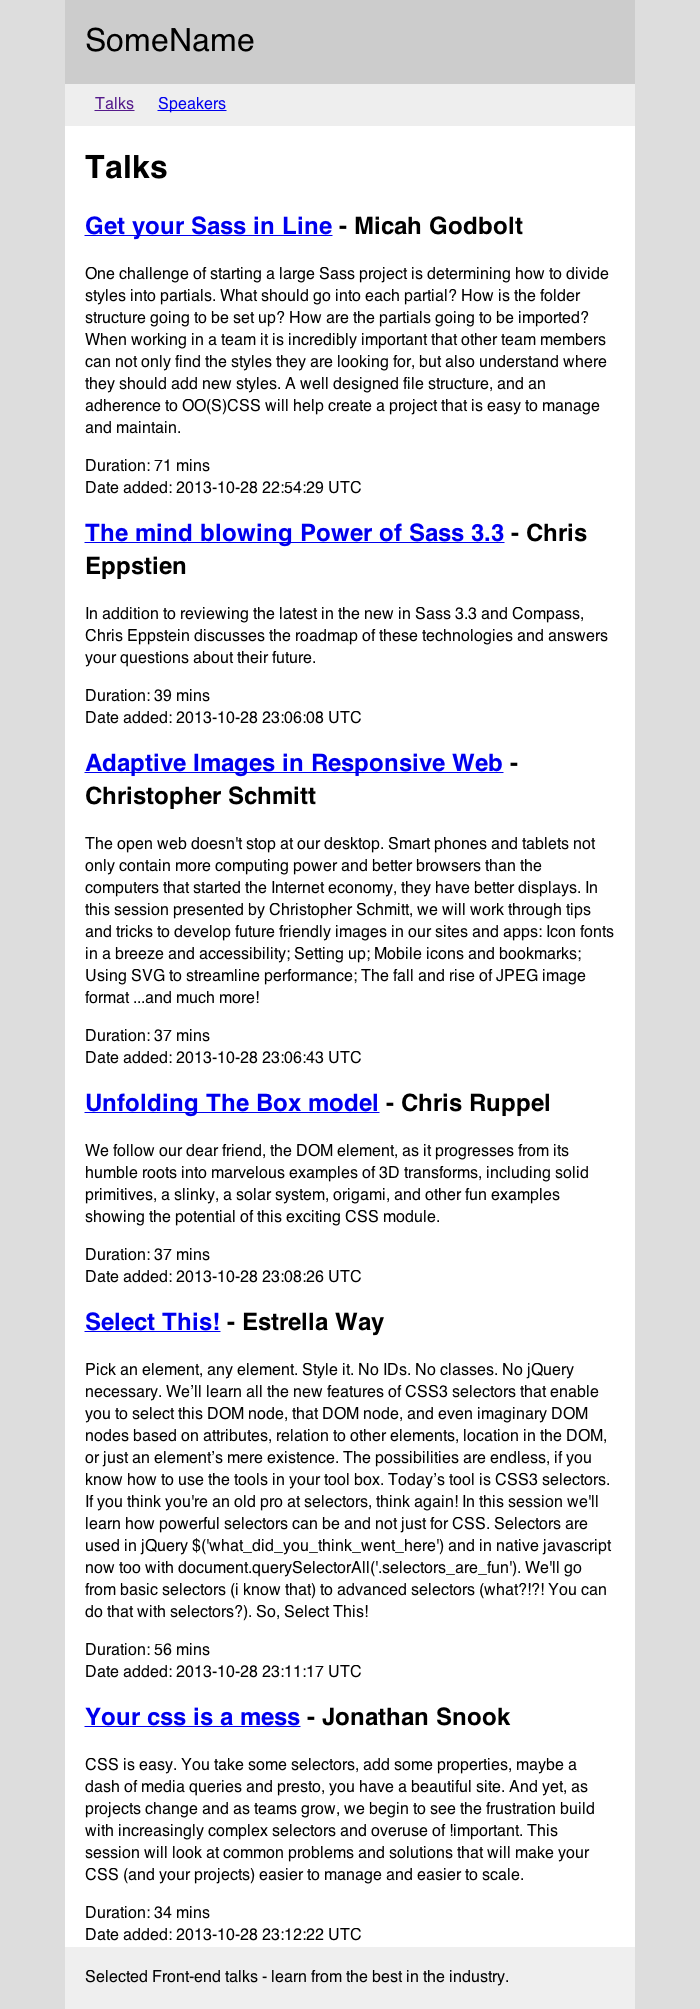 SomeName
Talks Speakers
Talks
Get your Sass in Line - Micah Godbolt
One challenge of starting a large Sass project is determining how to divide
styles into partials. What should go into each partial? How is the folder
structure going to be set up? How are the partials going to be imported?
When working in a team it is incredibly important that other team members
can not only find the styles they are looking for, but also understand where
they should add new styles. A well designed file structure, and an
adherence to OO(S)CSS will help create a project that is easy to manage
and maintain.
Duration: 71 mins
Date added: 2013-10-28 22:54:29 UTC
The mind blowing Power of Sass 3.3 - Chris
Eppstien
In addition to reviewing the latest in the new in Sass 3.3 and Compass,
Chris Eppstein discusses the roadmap of these technologies and answers
your questions about their future.
Duration: 39 mins
Date added: 2013-10-28 23:06:08 UTC
Adaptive Images in Responsive Web -
Christopher Schmitt
The open web doesn't stop at our desktop. Smart phones and tablets not
only contain more computing power and better browsers than the
computers that started the Internet economy, they have better displays. In
this session presented by Christopher Schmitt, we will work through tips
and tricks to develop future friendly images in our sites and apps: Icon fonts
in a breeze and accessibility; Setting up; Mobile icons and bookmarks;
Using SVG to streamline performance; The fall and rise of JPEG image
format ...and much more!
Duration: 37 mins
Date added: 2013-10-28 23:06:43 UTC
Unfolding The Box model - Chris Ruppel
We follow our dear friend, the DOM element, as it progresses from its
humble roots into marvelous examples of 3D transforms, including solid
primitives, a slinky, a solar system, origami, and other fun examples
showing the potential of this exciting CSS module.
Duration: 37 mins
Date added: 2013-10-28 23:08:26 UTC
Select This! - Estrella Way
Pick an element, any element. Style it. No IDs. No classes. No jQuery
necessary. We’ll learn all the new features of CSS3 selectors that enable
you to select this DOM node, that DOM node, and even imaginary DOM
nodes based on attributes, relation to other elements, location in the DOM,
or just an element’s mere existence. The possibilities are endless, if you
know how to use the tools in your tool box. Today’s tool is CSS3 selectors.
If you think you're an old pro at selectors, think again! In this session we'll
learn how powerful selectors can be and not just for CSS. Selectors are
used in jQuery $('what_did_you_think_went_here') and in native javascript
now too with document.querySelectorAll('.selectors_are_fun'). We'll go
from basic selectors (i know that) to advanced selectors (what?!?! You can
do that with selectors?). So, Select This!
Duration: 56 mins
Date added: 2013-10-28 23:11:17 UTC
Your css is a mess - Jonathan Snook
CSS is easy. You take some selectors, add some properties, maybe a
dash of media queries and presto, you have a beautiful site. And yet, as
projects change and as teams grow, we begin to see the frustration build
with increasingly complex selectors and overuse of !important. This
session will look at common problems and solutions that will make your
CSS (and your projects) easier to manage and easier to scale.
Duration: 34 mins
Date added: 2013-10-28 23:12:22 UTC
Selected Front-end talks - learn from the best in the industry.